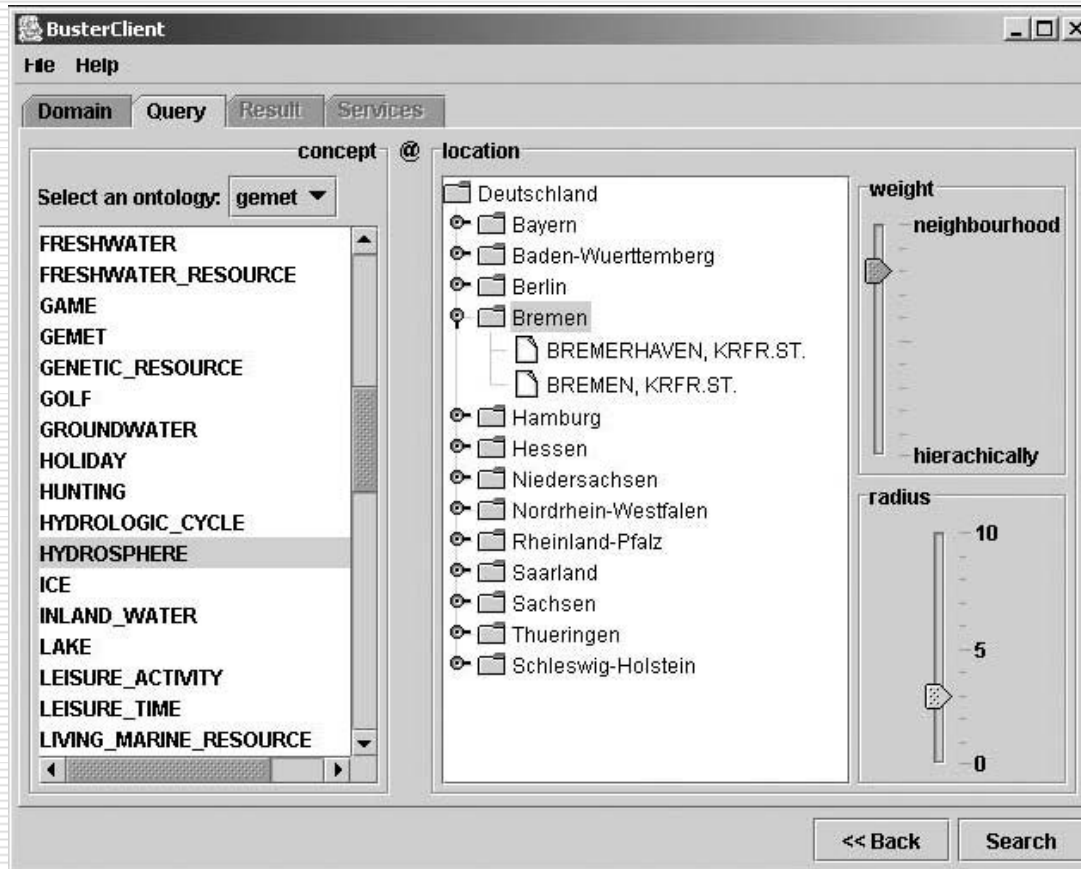 BusterClient
File Help
Domain Query Result Services
concept @ location
Select an ontology: gemet
FRESHWATER
FRESHWATER_RESOURCE
GAME
GEMET
GENETIC_RESOURCE
GOLF
GROUNDWATER
HOLIDAY
HUNTING
HYDROLOGIC_CYCLE
HYDROSPHERE
ICE
INLAND_WATER
LAKE
LEISURE_ACTIVITY
LEISURE_TIME
LIVING_MARINE_RESOURCE
Deutschland
Bayern
Baden-Wuerttemberg
Berlin
Bremen
BREMERHAVEN, KRFR.ST.
BREMEN, KRFR.ST.
Hamburg
Hessen
Niedersachsen
Nordrhein-Westfalen
Rheinland-Pfalz
Saarland
Sachsen
Thueringen
Schleswig-Holstein
weight
neighbourhood
hierachically
radius
10
5
0
<< Back
Search